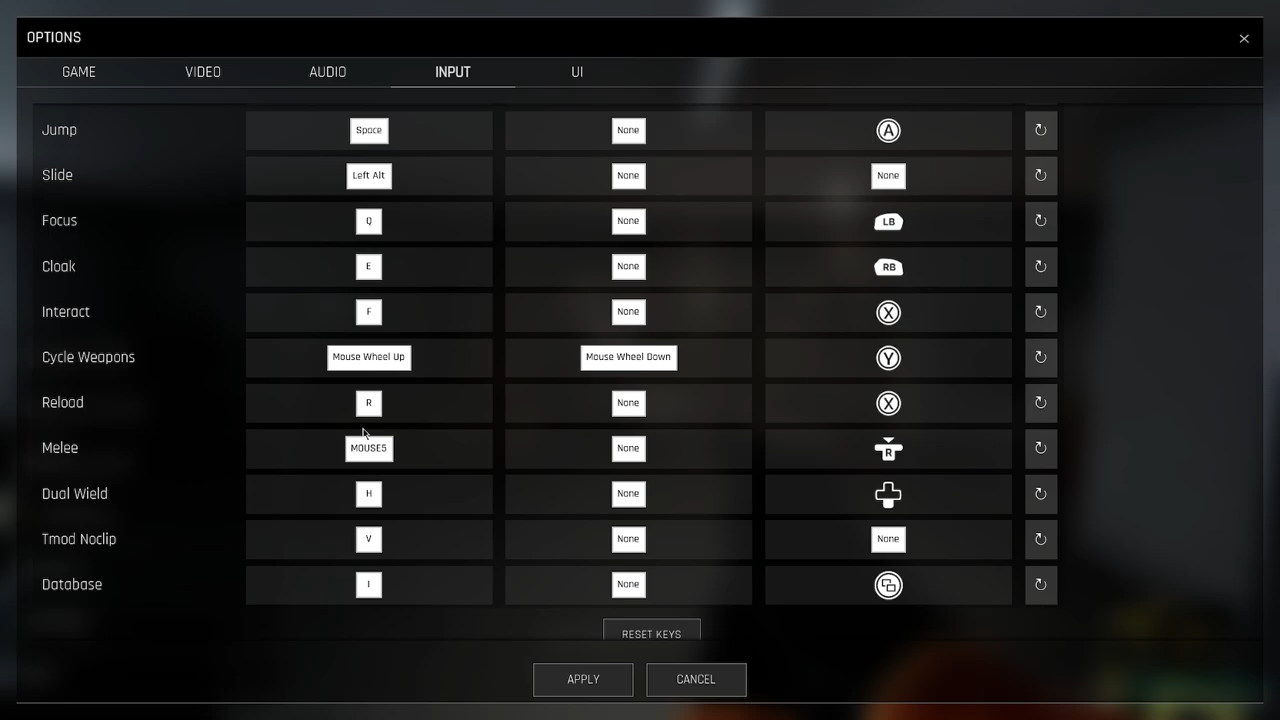 OPTIONS ×
GAME VIDEO AUDIO INPUT UI
Jump Space None A
Slide Left Alt None None
Focus Q None LB
Cloak E None RB
Interact F None X
Cycle Weapons Mouse Wheel Up Mouse Wheel Down Y
Reload R None X
Melee MOUSE5 None R
Dual Wield H None
Tmod Noclip V None None
Database I None
RESET KEYS
APPLY CANCEL